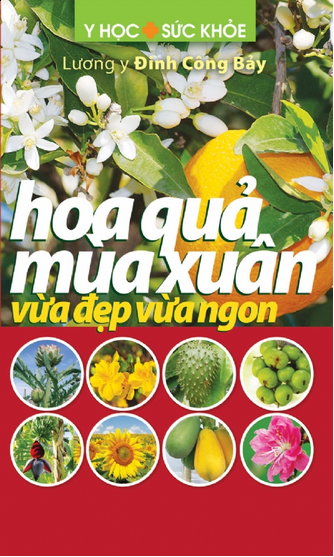 Y HỌC + SỨC KHỎE
Lương y Đinh Công Bảy
hoa quả
mùa xuân
vừa đẹp vừa ngon